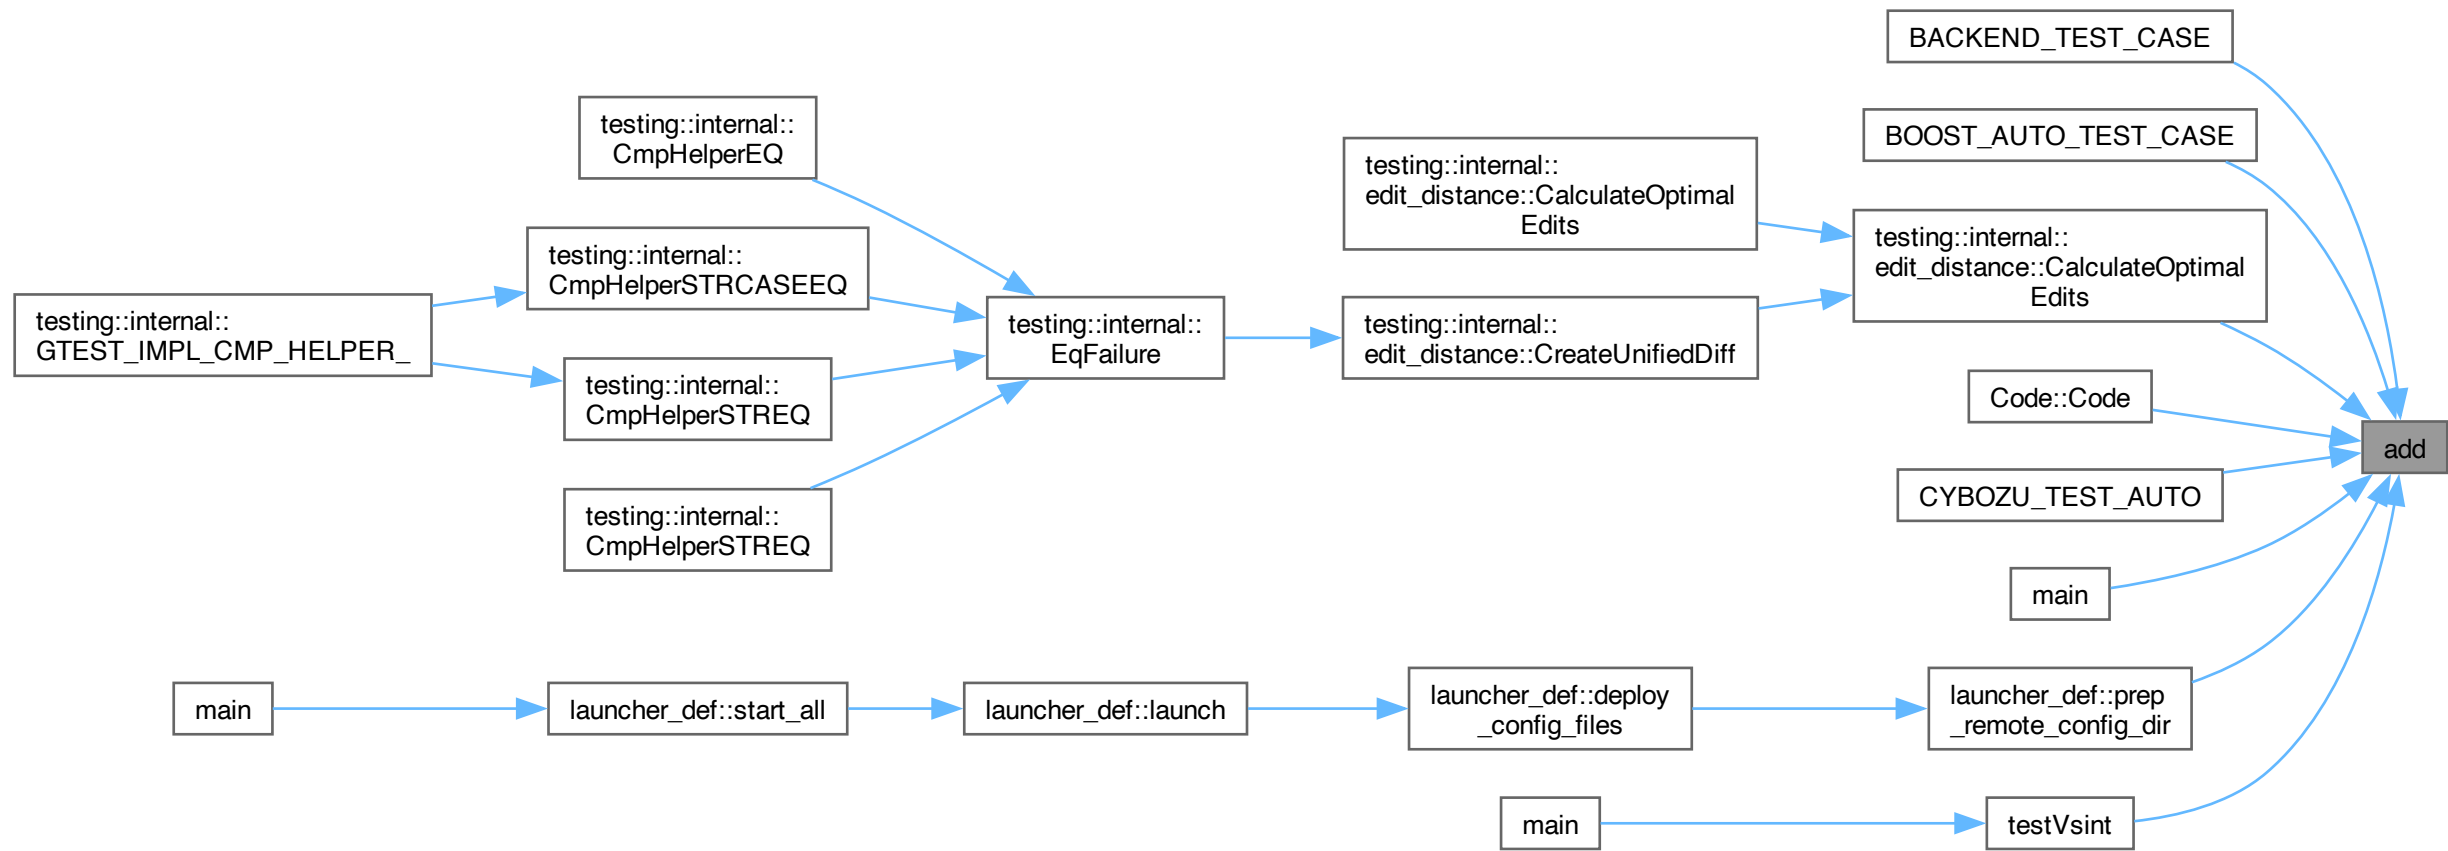 BACKEND_TEST_CASE
testing::internal::
CmpHelperEQ
BOOST_AUTO_TEST_CASE
testing::internal::
edit_distance::CalculateOptimal
Edits
testing::internal::
edit_distance::CalculateOptimal
Edits
testing::internal::
CmpHelperSTRCASEEQ
testing::internal::
GTEST_IMPL_CMP_HELPER_
testing::internal::
EqFailure
testing::internal::
edit_distance::CreateUnifiedDiff
testing::internal::
CmpHelperSTREQ
Code::Code
add
CYBOZU_TEST_AUTO
testing::internal::
CmpHelperSTREQ
main
main
launcher_def::start_all
launcher_def::launch
launcher_def::deploy
_config_files
launcher_def::prep
_remote_config_dir
main
testVsint